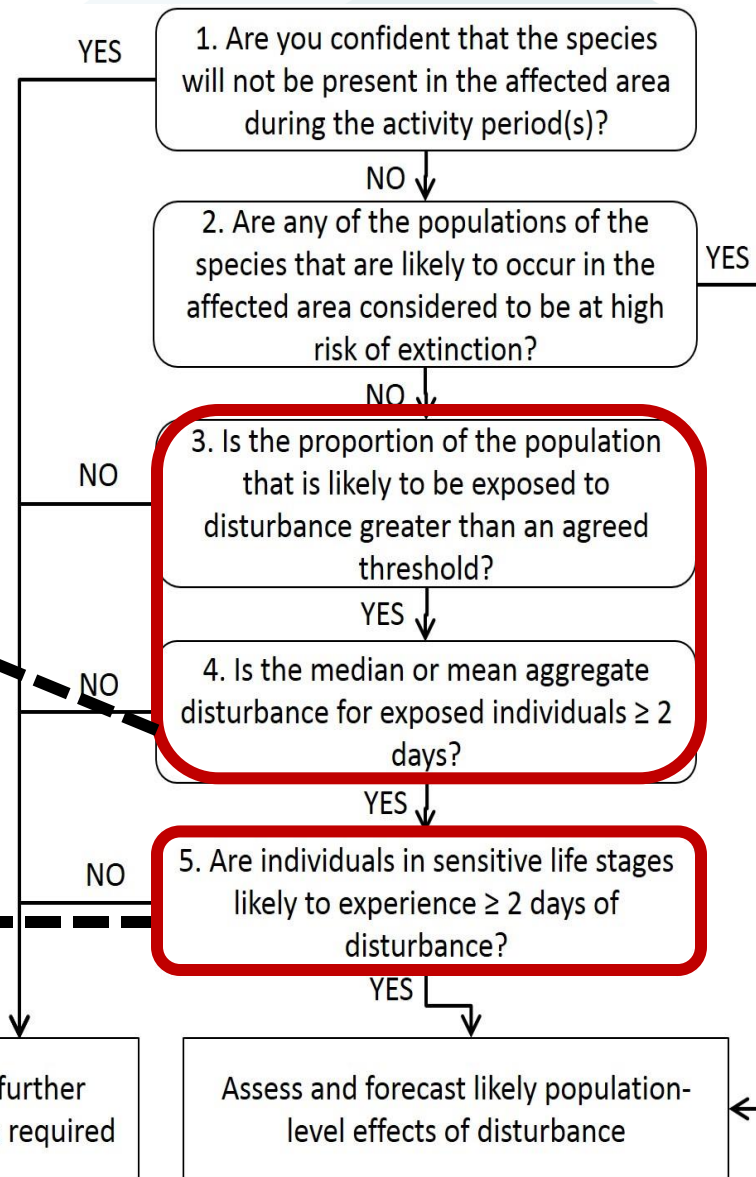 YES
1. Are you confident that the species
will not be present in the affected area
during the activity period(s)?
NO
2. Are any of the populations of the
species that are likely to occur in the
affected area considered to be at high
risk of extinction?
YES
NO
3. Is the proportion of the population
that is likely to be exposed to
disturbance greater than an agreed
threshold?
NO
YES
4. Is the median or mean aggregate
disturbance for exposed individuals ≥ 2
days?
NO
YES
5. Are individuals in sensitive life stages
likely to experience ≥ 2 days of
disturbance?
NO
YES
further
required
Assess and forecast likely population-
level effects of disturbance